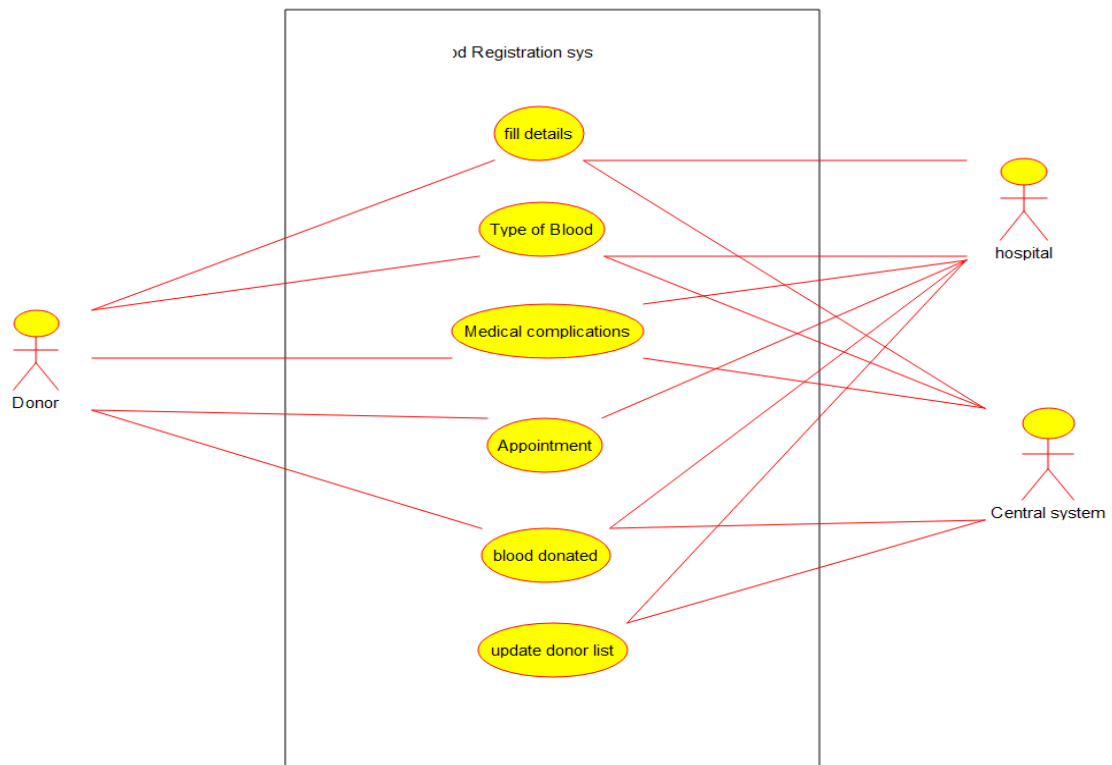 od Registration sys
fill details
Type of Blood
hospital
Medical complications
Donor
Appointment
Central system
blood donated
update donor list